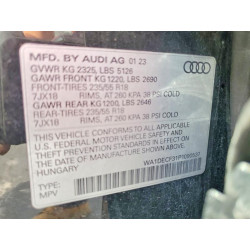 MFD. BY AUDI AG 01 23
GVWR KG 2325, LBS 5126
GAWR FRONT KG1220, LBS 2690
FRONT-TIRES 235/55 R18
7JX18 RIMS, AT 260 KPA 38 PSI COLD
GAWR REAR KG1200, LBS 2646
REAR-TIRES 235/55 R18
7JX18 RIMS, AT 260 KPA 38 PSI COLD
THIS VEHICLE CONFORMS TO ALL
APPLICABLE FEDERAL MOTOR VEHICLE
SAFETY, BUMPER, AND THEFT PREVENTION
STANDARDS IN EFFECT ON THE DATE OF
MANUFACTURE SHOWN ABOVE.
HUNGARY
TYPE:
MPV